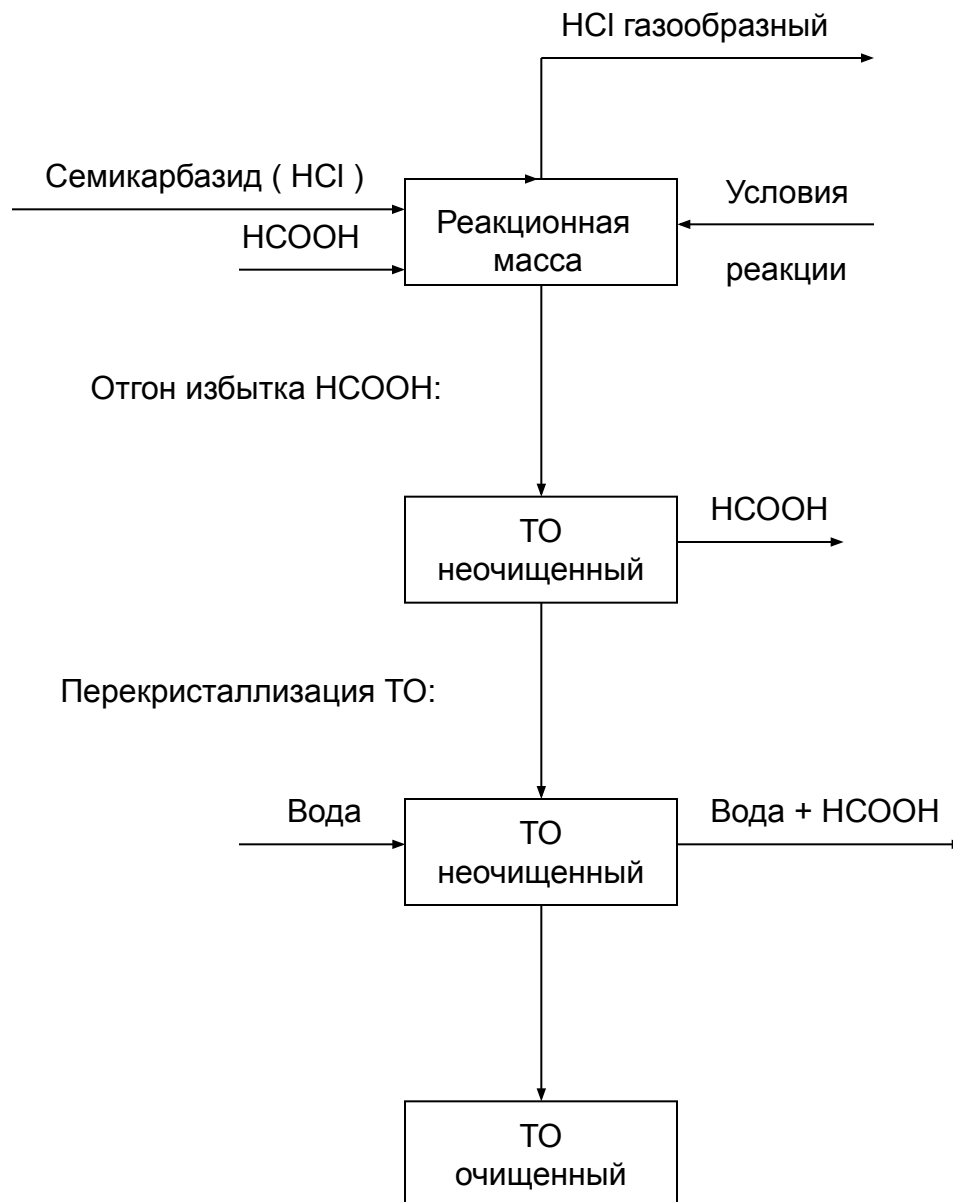 HCl газообразный
Семикарбазид ( HCl )
HCOOH
Реакционная
масса
Условия
реакции
Отгон избытка HCOOH:
ТО
неочищенный
HCOOH
Перекристаллизация ТО:
Вода
ТО
неочищенный
Вода + HCOOH
ТО
очищенный